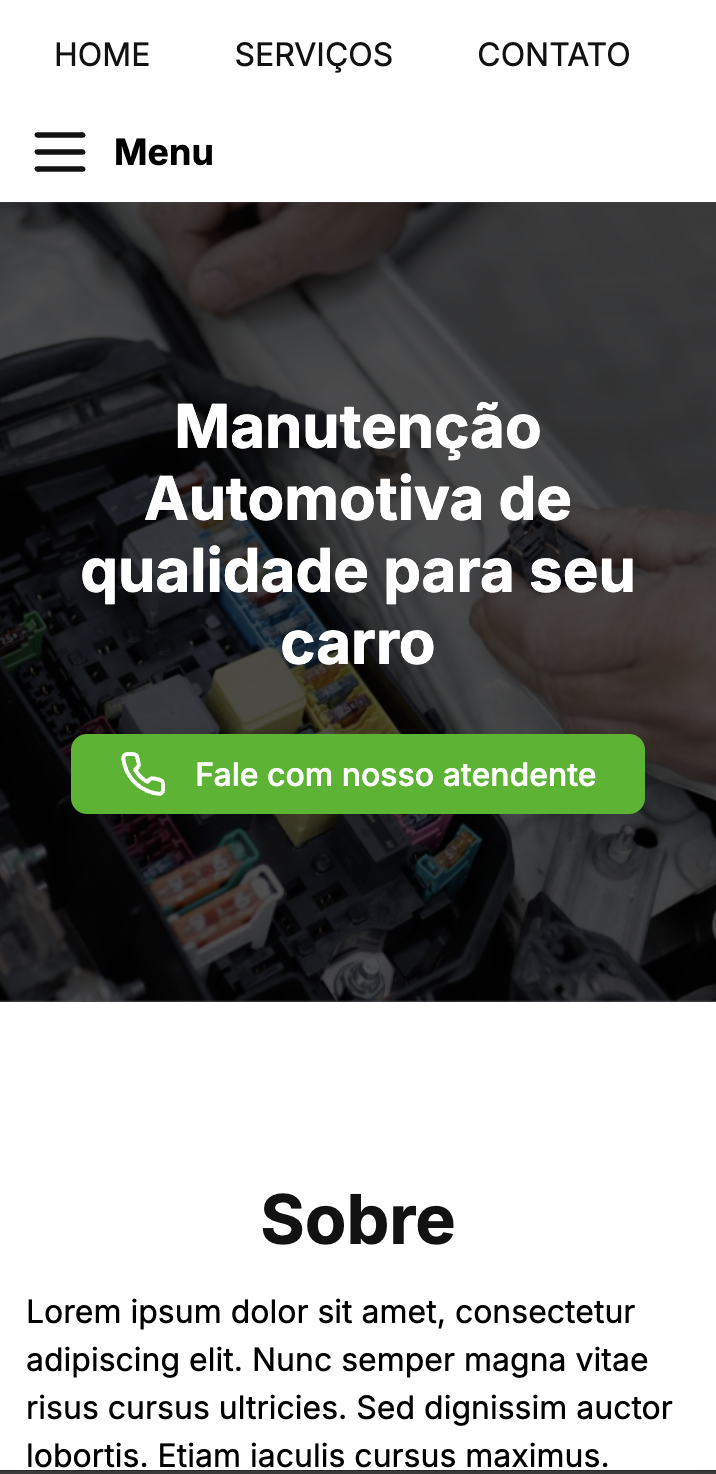 HOME SERVIÇOS CONTATO
Menu
Manutenção
Automotiva de
qualidade para seu
carro
Fale com nosso atendente
Sobre
Lorem ipsum dolor sit amet, consectetur
adipiscing elit. Nunc semper magna vitae
risus cursus ultricies. Sed dignissim auctor
lobortis. Etiam iaculis cursus maximus.